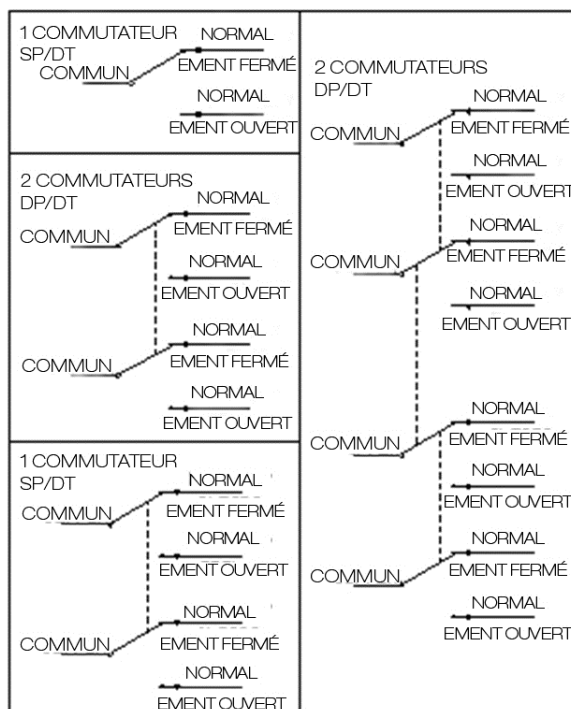 1 COMMUTATEUR
SP/DT
NORMAL
COMMUN
EMENT FERMÉ
NORMAL
EMENT OUVERT
2 COMMUTATEURS
DP/DT
NORMAL
COMMUN
EMENT FERMÉ
NORMAL
EMENT OUVERT
NORMAL
COMMUN
EMENT FERMÉ
NORMAL
EMENT OUVERT
1 COMMUTATEUR
SP/DT
NORMAL
COMMUN
EMENT FERMÉ
NORMAL
EMENT OUVERT
NORMAL
COMMUN
EMENT FERMÉ
NORMAL
EMENT OUVERT
2 COMMUTATEURS
DP/DT
NORMAL
COMMUN
EMENT FERMÉ
NORMAL
EMENT OUVERT
NORMAL
COMMUN
EMENT FERMÉ
NORMAL
EMENT OUVERT
NORMAL
COMMUN
EMENT FERMÉ
NORMAL
EMENT OUVERT
NORMAL
COMMUN
EMENT FERMÉ
NORMAL
EMENT OUVERT